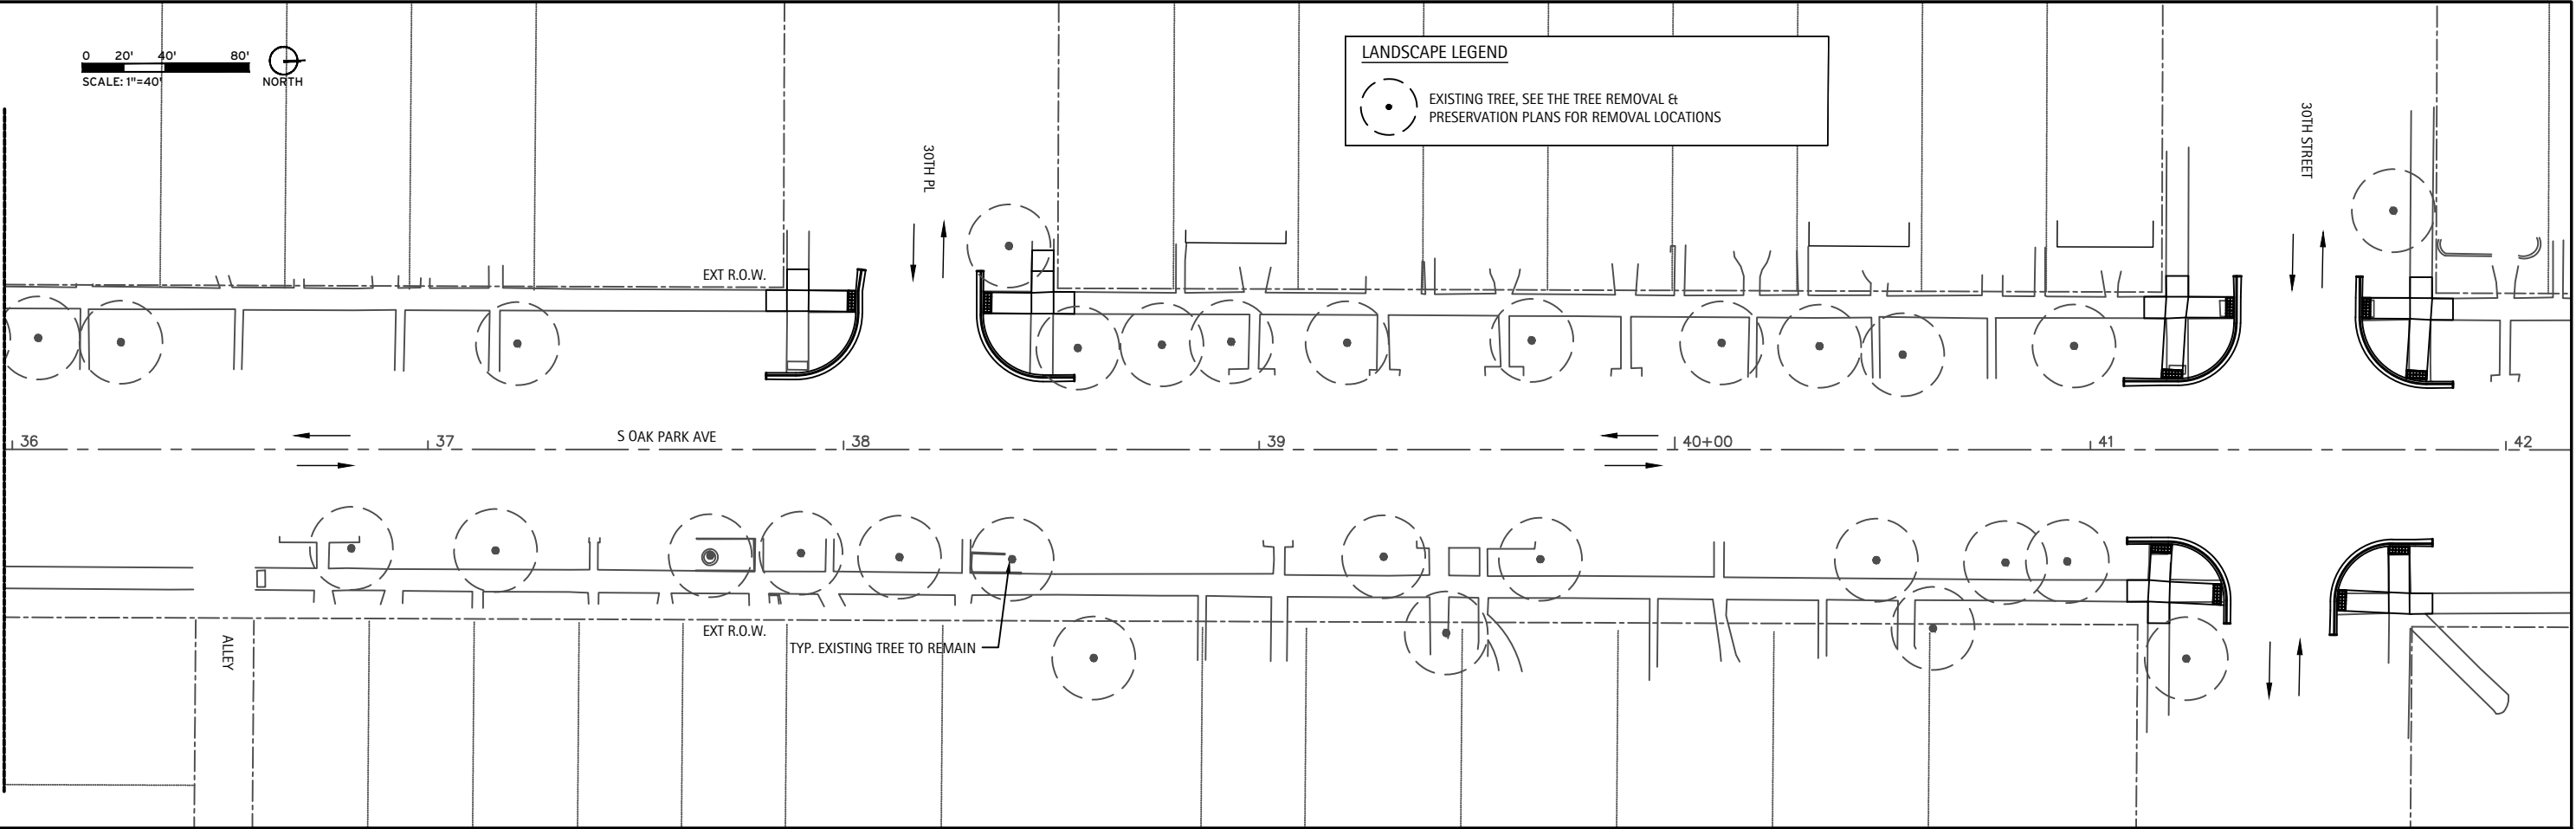 0 20' 40' 80'
SCALE: 1"=40'
NORTH
LANDSCAPE LEGEND
EXISTING TREE, SEE THE TREE REMOVAL &
PRESERVATION PLANS FOR REMOVAL LOCATIONS
30TH PL
30TH STREET
EXT R.O.W.
36 37 S OAK PARK AVE 38 39 40+00 41 42
EXT R.O.W.
TYP. EXISTING TREE TO REMAIN
ALLEY